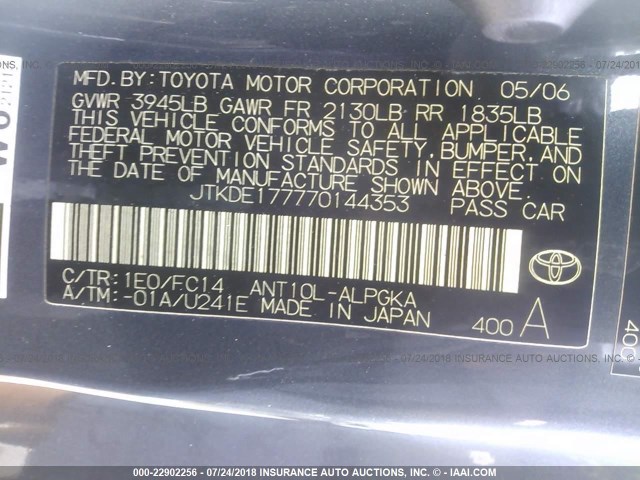 MFD.BY:TOYOTA MOTOR CORPORATION 05/06
GVWR 3945LB GAWR FR 2130LB RR 1835LB
THIS VEHICLE CONFORMS TO ALL APPLICABLE
FEDERAL MOTOR VEHICLE SAFETY, BUMPER, AND
THEFT PREVENTION STANDARDS IN EFFECT ON
THE DATE OF MANUFACTURE SHOWN ABOVE.
JTKDE177770144353 PASS CAR
C/TR:1E0/FC14 ANT10L-ALPGKA
A/TM:-01A/U241E MADE IN JAPAN 400 A
000-22902256 - 07/24/2018 INSURANCE AUTO AUCTIONS - © IAAI.COM